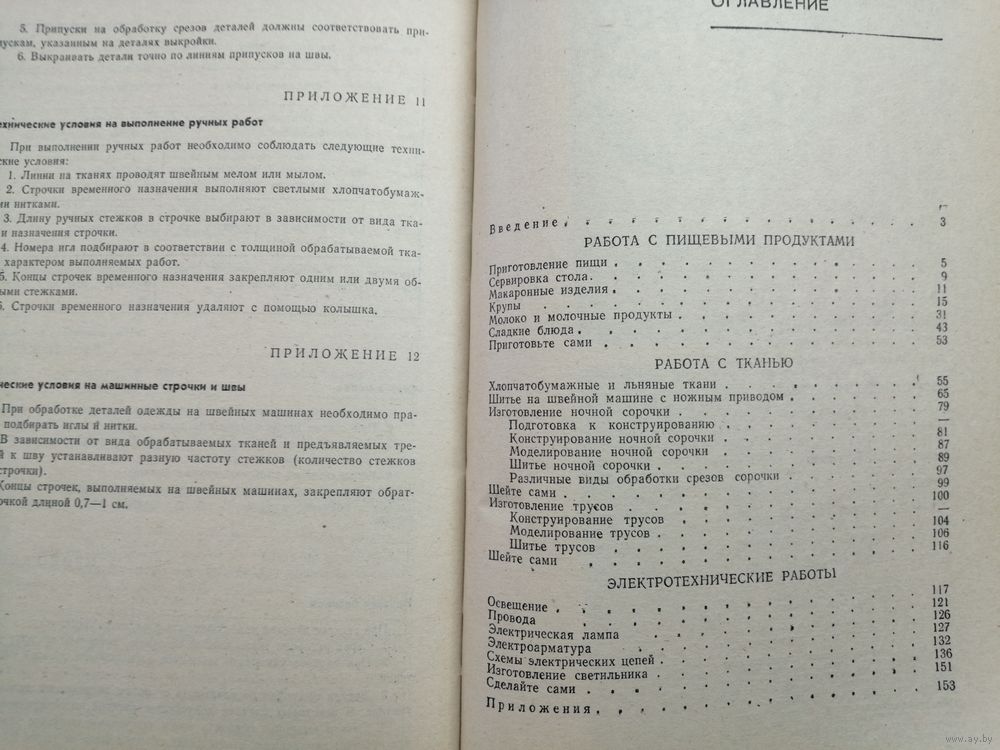 5. Припуски на обработку срезов деталей должны соответствовать при-
пускам, указанным на деталях выкройки.
6. Выкраивать детали точно по линиям припусков на швы.
ПРИЛОЖЕНИЕ 11
ехнические условия на выполнение ручных работ
При выполнении ручных работ необходимо соблюдать следующие техни-
ские условия:
1. Линии на тканях проводят швейным мелом или мылом.
2. Строчки временного назначения выполняют светлыми хлопчатобумаж-
ми нитками.
3. Длину ручных стежков в строчке выбирают в зависимости от вида тка-
и назначения строчки.
4. Номера игл подбирают в соответствии с толщиной обрабатываемой тка-
характером выполняемых работ.
5. Концы строчек временного назначения закрепляют одним или двумя об-
ыми стежками.
6. Строчки временного назначения удаляют с помощью колышка.
ПРИЛОЖЕНИЕ 12
ические условия на машинные строчки и швы
При обработке деталей одежды на швейных машинах необходимо пра-
подбирать иглы и нитки.
В зависимости от вида обрабатываемых тканей и предъявляемых тре-
й к шву устанавливают разную частоту стежков (количество стежков
строчки).
Концы строчек, выполняемых на швейных машинах, закрепляют обрат-
очкой длиной 0,7—1 см.
ОГЛАВЛЕНИЕ
Введение . . . 3
РАБОТА С ПИЩЕВЫМИ ПРОДУКТАМИ
Приготовление пищи . . . 5
Сервировка стола . . . 9
Макаронные изделия . . . 11
Крупы . . . 15
Молоко и молочные продукты . . . 31
Сладкие блюда . . . 43
Приготовьте сами . . . 53
РАБОТА С ТКАНЬЮ
Хлопчатобумажные и льняные ткани . . . 55
Шитье на швейной машине с ножным приводом . . . 65
Изготовление ночной сорочки . . . 79
Подготовка к конструированию . . . —
Конструирование ночной сорочки . . . 81
Моделирование ночной сорочки . . . 87
Шитье ночной сорочки . . . 89
Различные виды обработки срезов сорочки . . . 97
Шейте сами . . . 99
Изготовление трусов . . . 100
Конструирование трусов . . . —
Моделирование трусов . . . 104
Шитье трусов . . . 106
Шейте сами . . . 116
ЭЛЕКТРОТЕХНИЧЕСКИЕ РАБОТЫ
Освещение . . . 117
Провода . . . 121
Электрическая лампа . . . 126
Электроарматура . . . 127
Схемы электрических цепей . . . 132
Изготовление светильника . . . 136
Сделайте сами . . . 151
Приложения . . . 153
www.ay.by